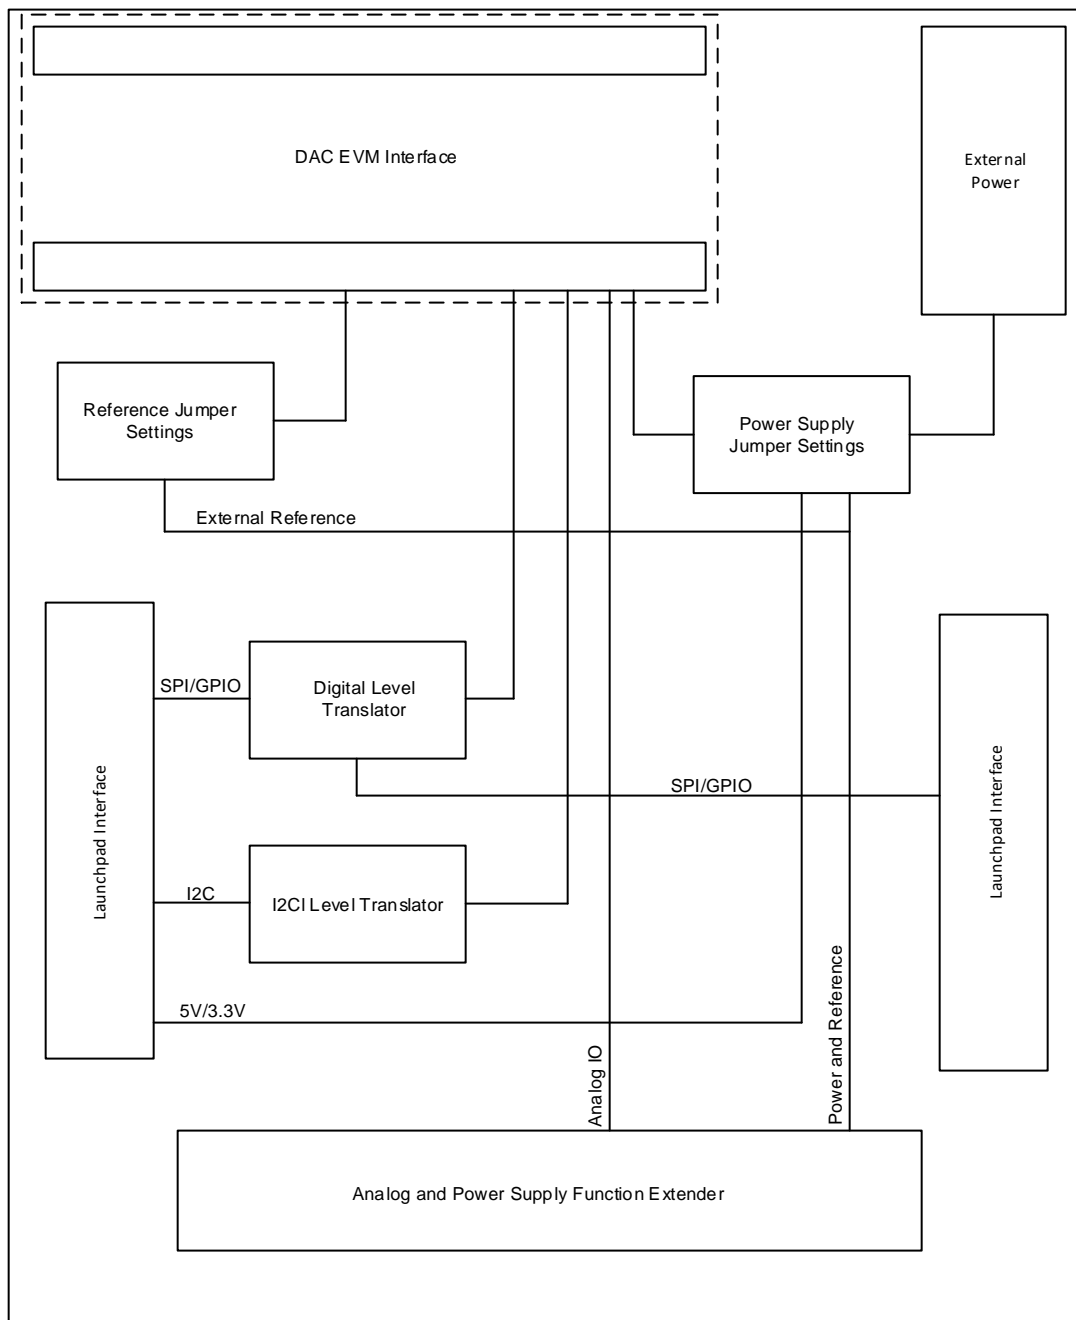 DAC EVM Interface
External
Power
Reference Jumper
Settings
Power Supply
Jumper Settings
External Reference
SPI/GPIO
Digital Level
Translator
SPI/GPIO
Launchpad Interface
Launchpad Interface
I2C
I2CI Level Translator
5V/3.3V
Analog IO
Power and Reference
Analog and Power Supply Function Extender